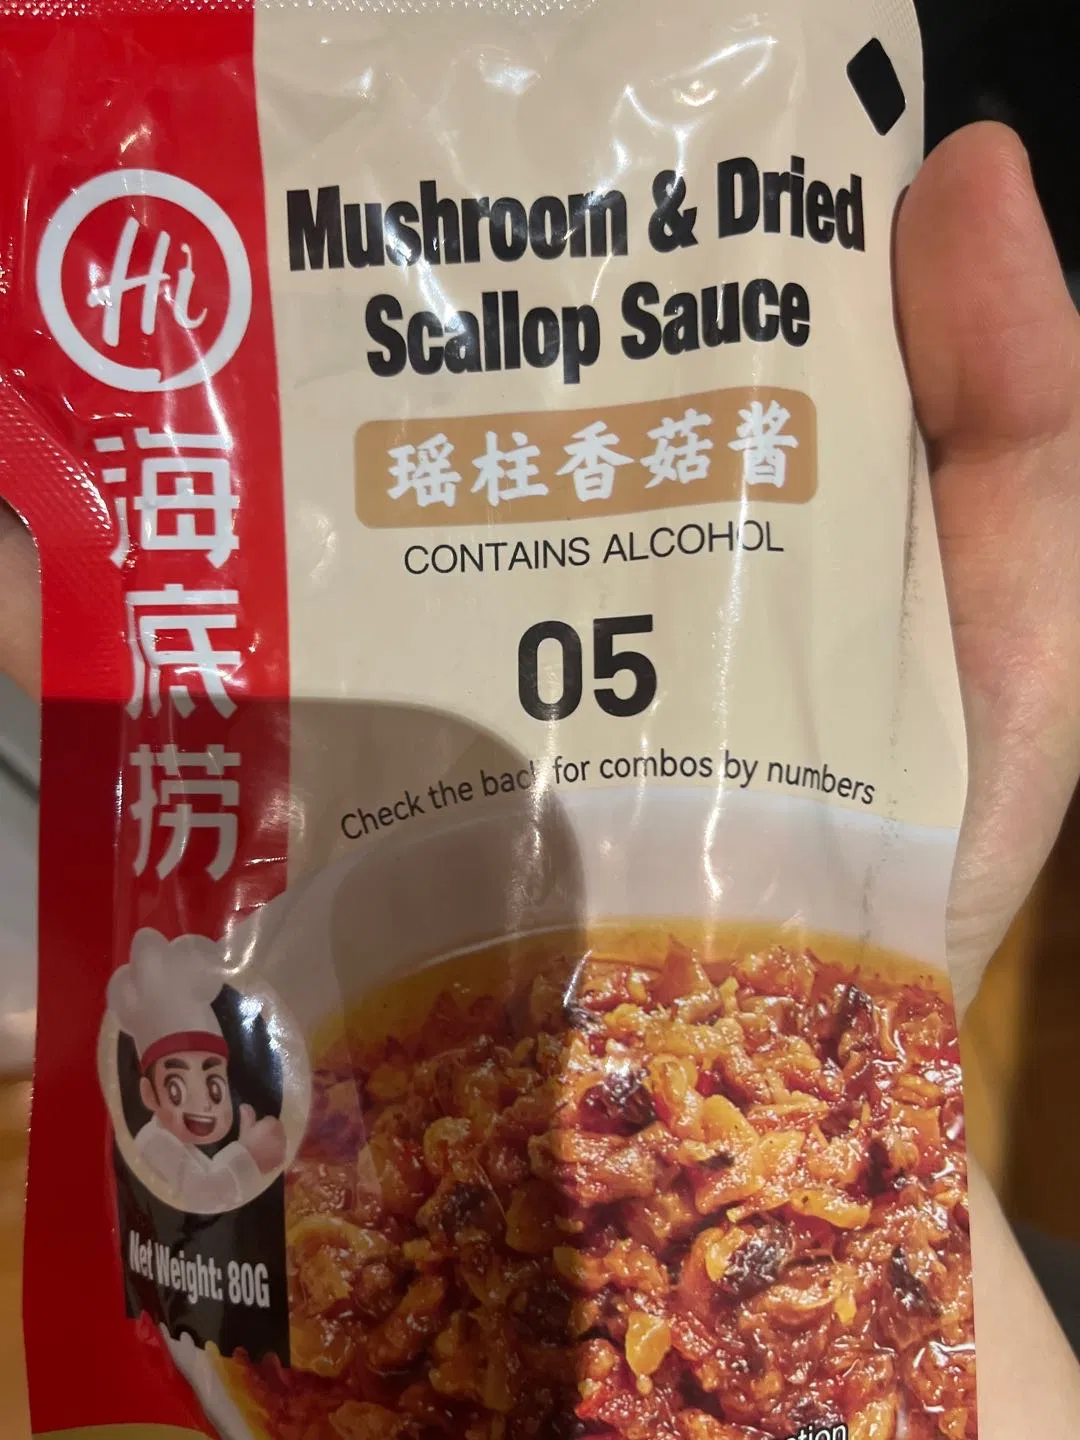 Hi
海底捞
Mushroom & Dried
Scallop Sauce
瑶柱香菇酱
CONTAINS ALCOHOL
05
Check the back for combos by numbers
Net Weight: 80G